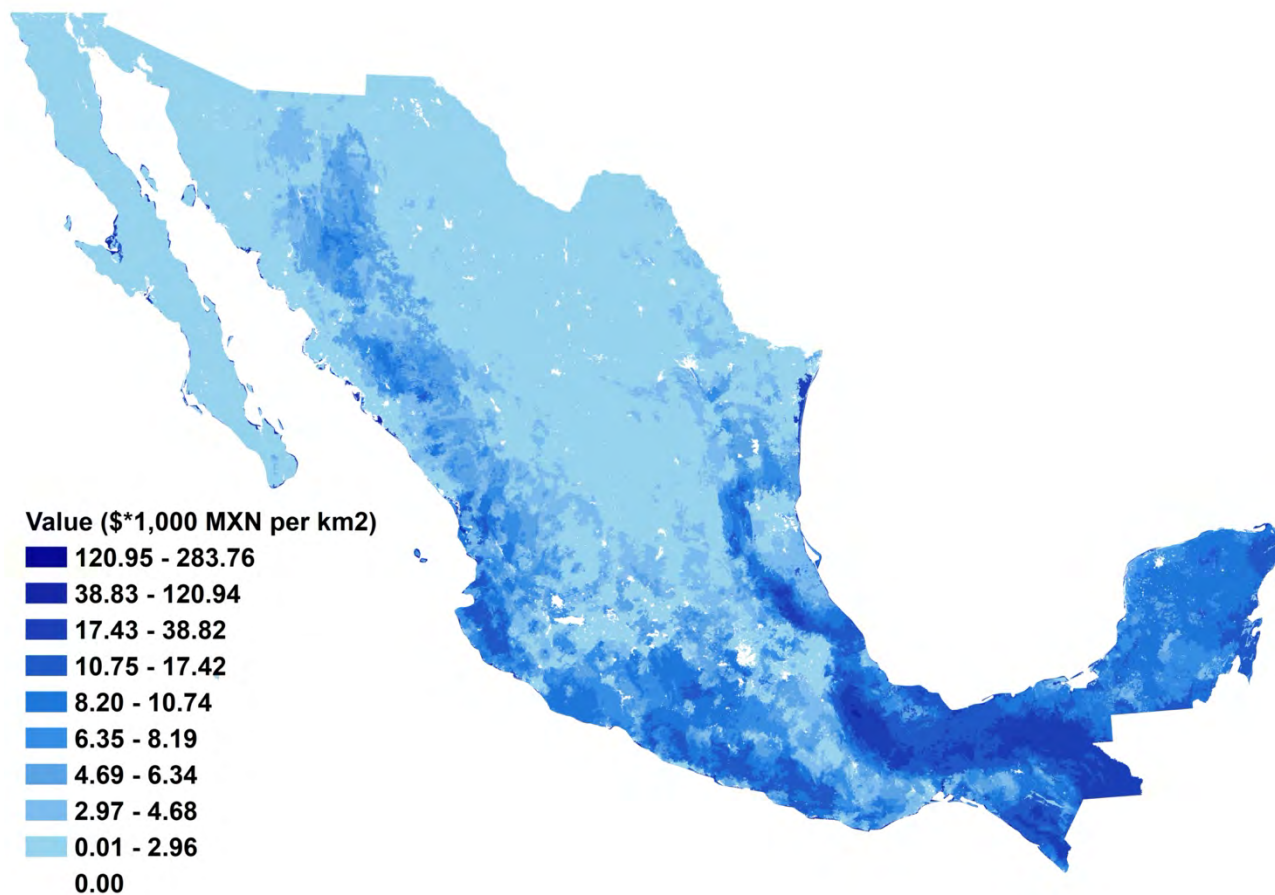 Value ($*1,000 MXN per km2)
120.95 - 283.76
38.83 - 120.94
17.43 - 38.82
10.75 - 17.42
8.20 - 10.74
6.35 - 8.19
4.69 - 6.34
2.97 - 4.68
0.01 - 2.96
0.00